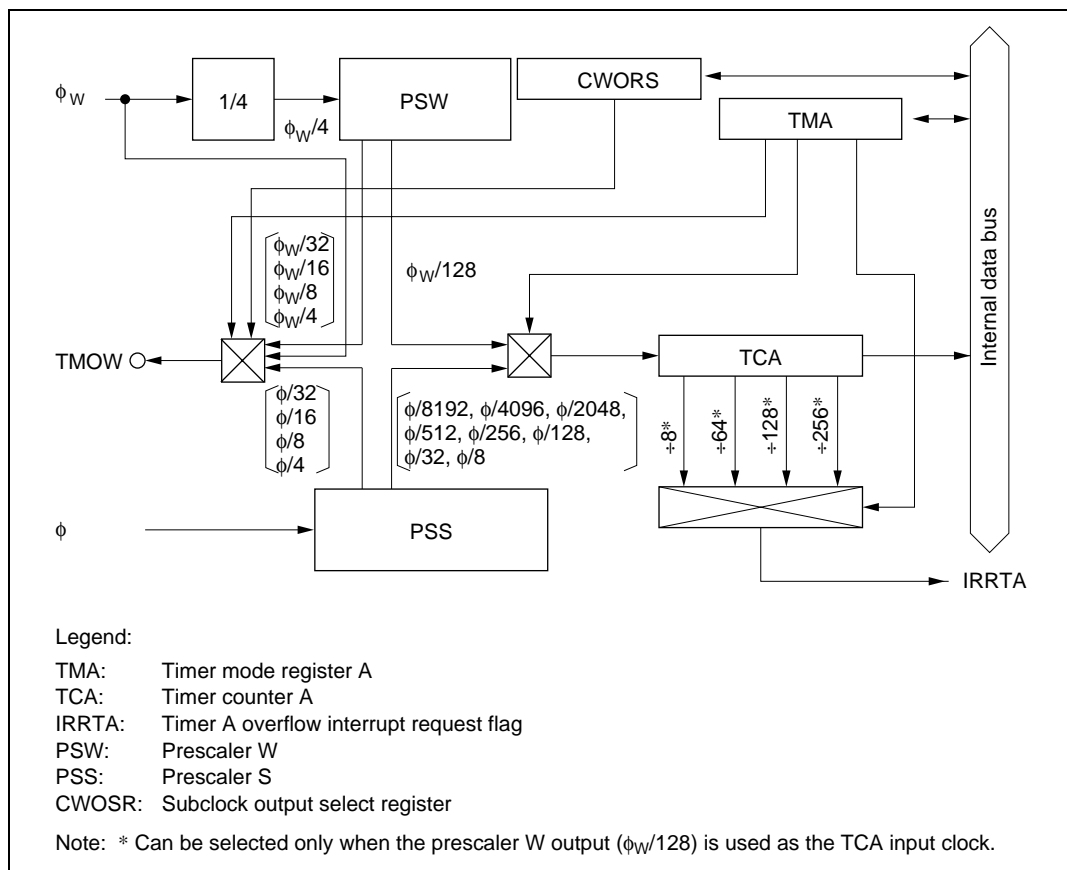 ϕW
1/4
ϕW/4
PSW
CWORS
TMA
Internal data bus
ϕW/32
ϕW/16
ϕW/8
ϕW/4
ϕW/128
TMOW
TCA
ϕ/32
ϕ/16
ϕ/8
ϕ/4
ϕ/8192, ϕ/4096, ϕ/2048,
ϕ/512, ϕ/256, ϕ/128,
ϕ/32, ϕ/8
÷8*
÷64*
÷128*
÷256*
ϕ
PSS
IRRTA
Legend:
TMA: Timer mode register A
TCA: Timer counter A
IRRTA: Timer A overflow interrupt request flag
PSW: Prescaler W
PSS: Prescaler S
CWOSR: Subclock output select register
Note: * Can be selected only when the prescaler W output (ϕW/128) is used as the TCA input clock.